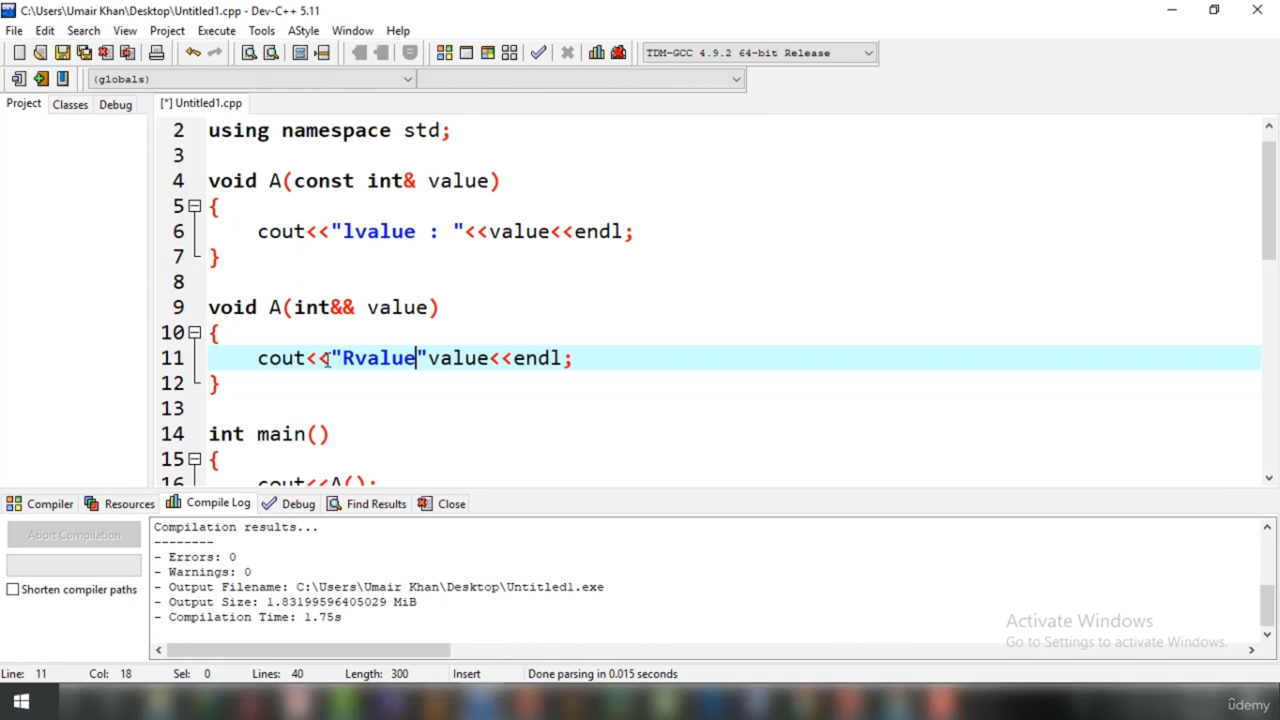 C:\Users\Umair Khan\Desktop\Untitled1.cpp - Dev-C++ 5.11
File Edit Search View Project Execute Tools AStyle Window Help
TDM-GCC 4.9.2 64-bit Release
(globals)
Project Classes Debug [*] Untitled1.cpp
2 using namespace std;
3
4 void A(const int& value)
5 {
6 cout<<"lvalue : "<<value<<endl;
7 }
8
9 void A(int&& value)
10 {
11 cout<<"Rvalue"value<<endl;
12 }
13
14 int main()
15 {
16 cout<<A();
Compiler Resources Compile Log Debug Find Results Close
Abort Compilation
Shorten compiler paths
Compilation results...
--------
- Errors: 0
- Warnings: 0
- Output Filename: C:\Users\Umair Khan\Desktop\Untitled1.exe
- Output Size: 1.83199596405029 MiB
- Compilation Time: 1.75s
Activate Windows
Go to Settings to activate Windows.
Line: 11 Col: 18 Sel: 0 Lines: 40 Length: 300 Insert Done parsing in 0.015 seconds
ûdemy